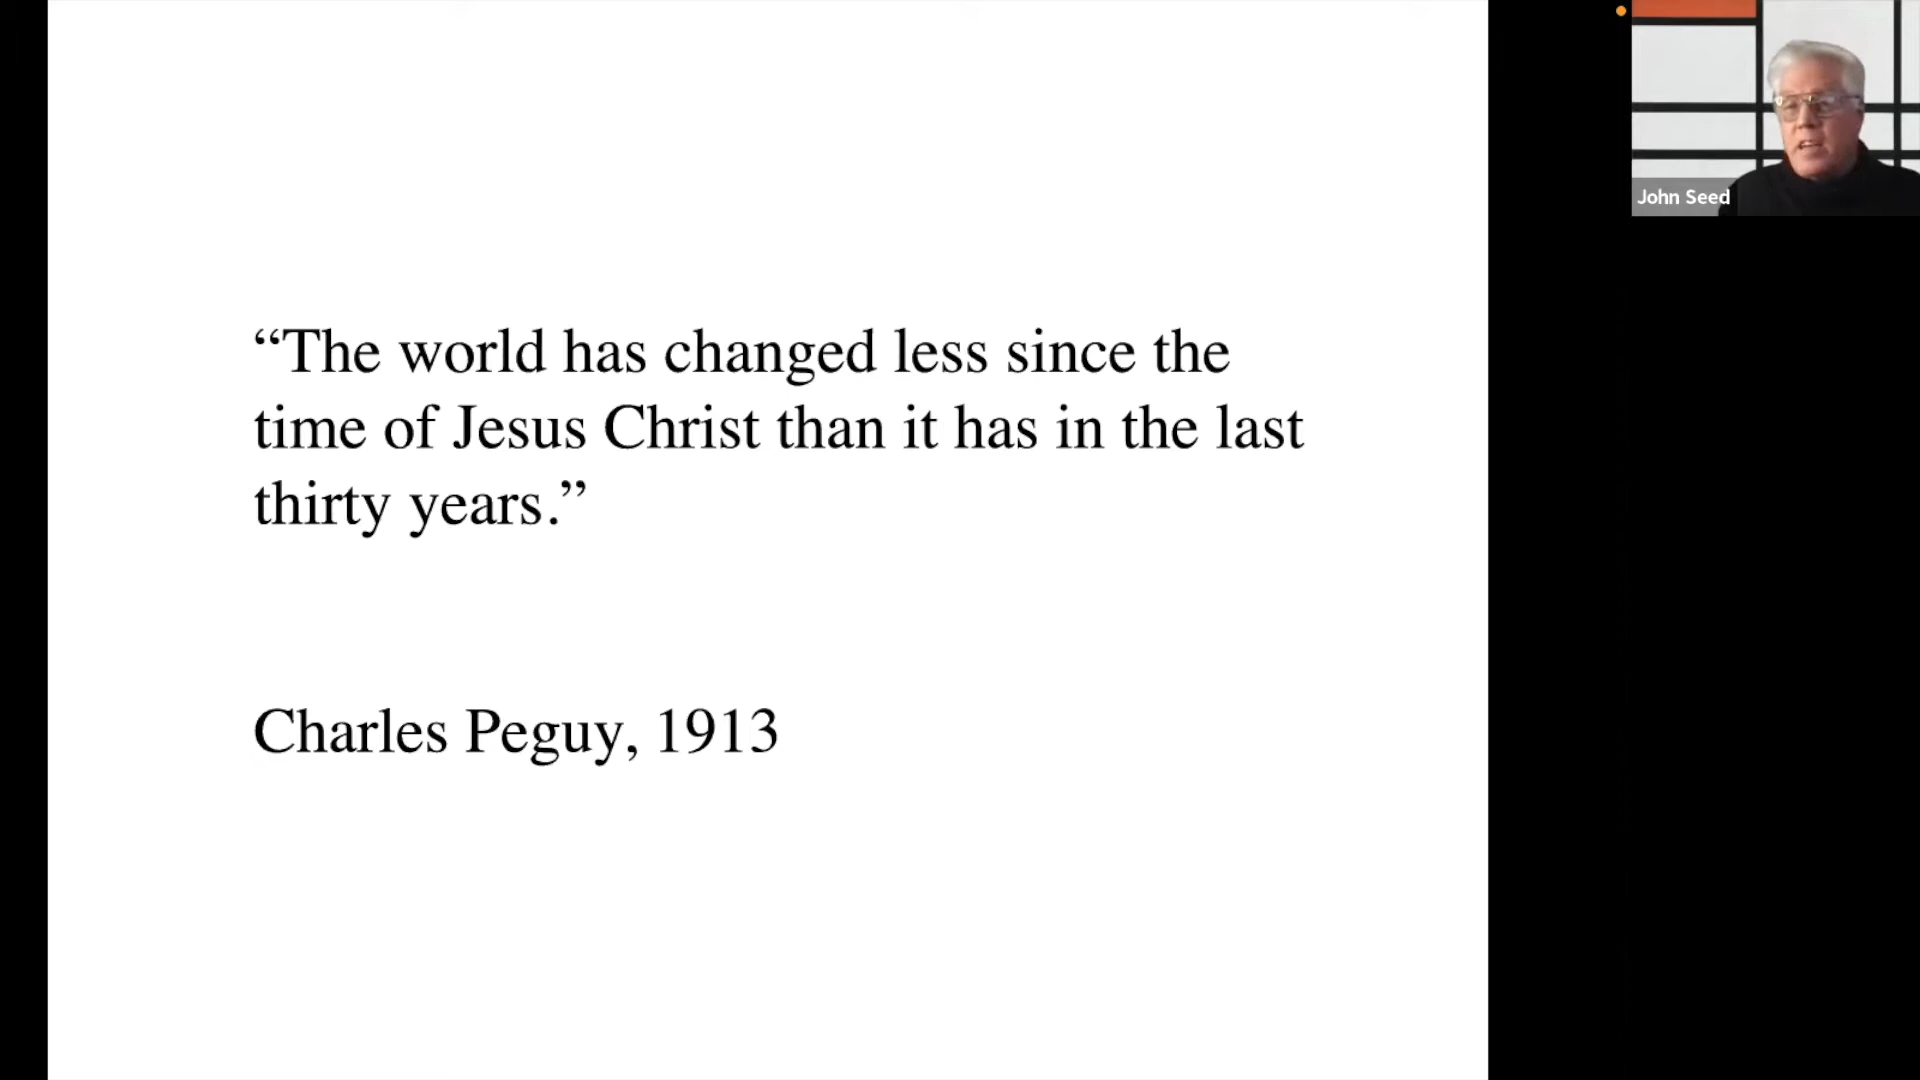 “The world has changed less since the
time of Jesus Christ than it has in the last
thirty years.”
Charles Peguy, 1913
John Seed